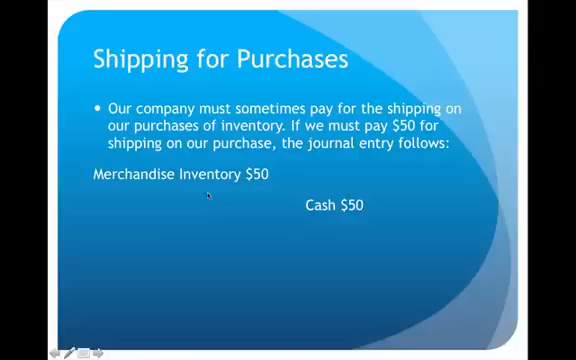 Shipping for Purchases
• Our company must sometimes pay for the shipping on
our purchases of inventory. If we must pay $50 for
shipping on our purchase, the journal entry follows:
Merchandise Inventory $50
Cash $50